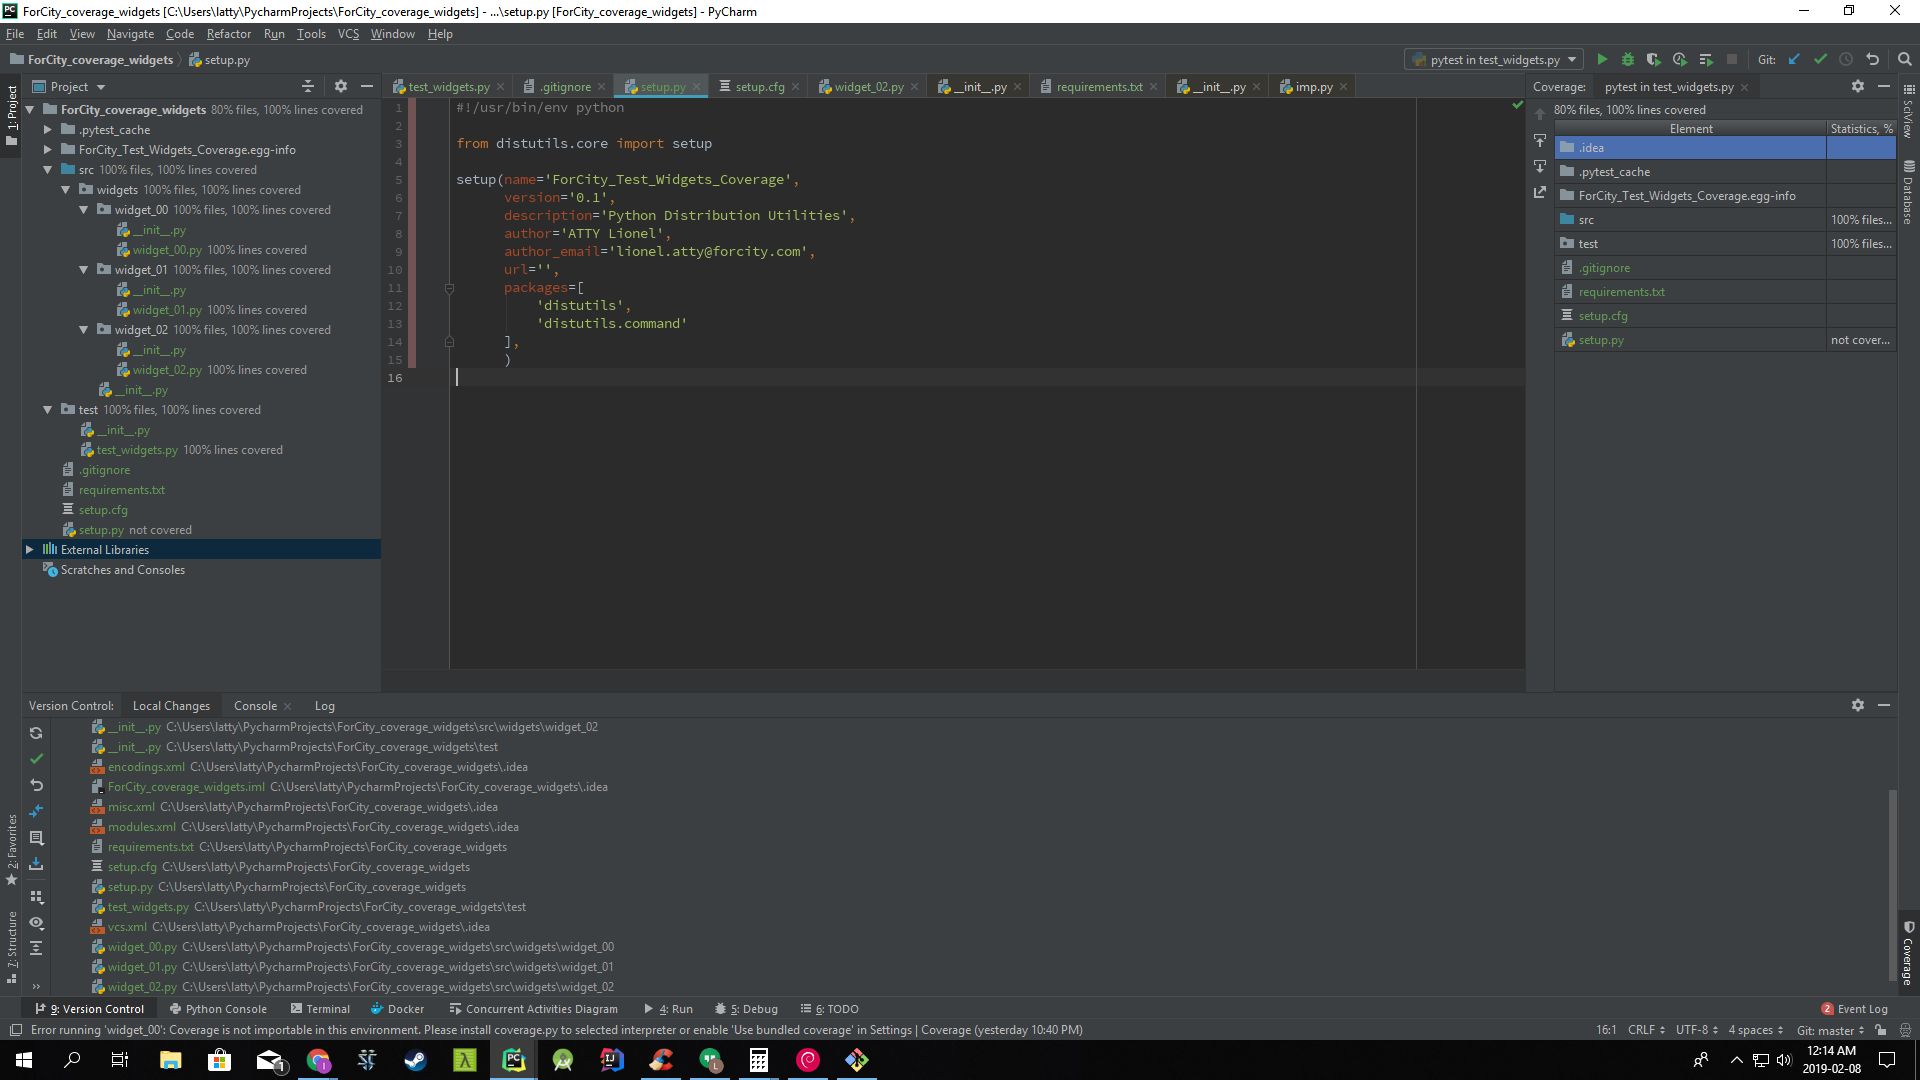 ForCity_coverage_widgets [C:\Users\latty\PycharmProjects\ForCity_coverage_widgets] - ...\setup.py [ForCity_coverage_widgets] - PyCharm
File Edit View Navigate Code Refactor Run Tools VCS Window Help
ForCity_coverage_widgets setup.py
pytest in test_widgets.py
Git:
1: Project
Project
ForCity_coverage_widgets 80% files, 100% lines covered
.pytest_cache
ForCity_Test_Widgets_Coverage.egg-info
src 100% files, 100% lines covered
widgets 100% files, 100% lines covered
widget_00 100% files, 100% lines covered
__init__.py
widget_00.py 100% lines covered
widget_01 100% files, 100% lines covered
__init__.py
widget_01.py 100% lines covered
widget_02 100% files, 100% lines covered
__init__.py
widget_02.py 100% lines covered
__init__.py
test 100% files, 100% lines covered
__init__.py
test_widgets.py 100% lines covered
.gitignore
requirements.txt
setup.cfg
setup.py not covered
External Libraries
Scratches and Consoles
test_widgets.py .gitignore setup.py setup.cfg widget_02.py __init__.py requirements.txt __init__.py imp.py
1 #!/usr/bin/env python
2
3 from distutils.core import setup
4
5 setup(name='ForCity_Test_Widgets_Coverage',
6 version='0.1',
7 description='Python Distribution Utilities',
8 author='ATTY Lionel',
9 author_email='lionel.atty@forcity.com',
10 url='',
11 packages=[
12 'distutils',
13 'distutils.command'
14 ],
15 )
16
Coverage: pytest in test_widgets.py
80% files, 100% lines covered
Element Statistics, %
.idea
.pytest_cache
ForCity_Test_Widgets_Coverage.egg-info
src 100% files...
test 100% files...
.gitignore
requirements.txt
setup.cfg
setup.py not cover...
SciView
Database
Coverage
Version Control: Local Changes Console Log
__init__.py C:\Users\latty\PycharmProjects\ForCity_coverage_widgets\src\widgets\widget_02
__init__.py C:\Users\latty\PycharmProjects\ForCity_coverage_widgets\test
encodings.xml C:\Users\latty\PycharmProjects\ForCity_coverage_widgets\.idea
ForCity_coverage_widgets.iml C:\Users\latty\PycharmProjects\ForCity_coverage_widgets\.idea
misc.xml C:\Users\latty\PycharmProjects\ForCity_coverage_widgets\.idea
modules.xml C:\Users\latty\PycharmProjects\ForCity_coverage_widgets\.idea
requirements.txt C:\Users\latty\PycharmProjects\ForCity_coverage_widgets
setup.cfg C:\Users\latty\PycharmProjects\ForCity_coverage_widgets
setup.py C:\Users\latty\PycharmProjects\ForCity_coverage_widgets
test_widgets.py C:\Users\latty\PycharmProjects\ForCity_coverage_widgets\test
vcs.xml C:\Users\latty\PycharmProjects\ForCity_coverage_widgets\.idea
widget_00.py C:\Users\latty\PycharmProjects\ForCity_coverage_widgets\src\widgets\widget_00
widget_01.py C:\Users\latty\PycharmProjects\ForCity_coverage_widgets\src\widgets\widget_01
widget_02.py C:\Users\latty\PycharmProjects\ForCity_coverage_widgets\src\widgets\widget_02
2: Favorites
7: Structure
9: Version Control Python Console Terminal Docker Concurrent Activities Diagram 4: Run 5: Debug 6: TODO 2 Event Log
Error running 'widget_00': Coverage is not importable in this environment. Please install coverage.py to selected interpreter or enable 'Use bundled coverage' in Settings | Coverage (yesterday 10:40 PM)
16:1 CRLF UTF-8 4 spaces Git: master
12:14 AM
2019-02-08